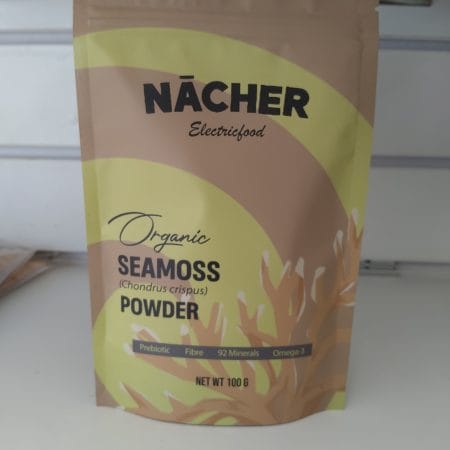 NĀCHER
Electricfood
Organic
SEAMOSS
(Chondrus crispus)
POWDER
Prebiotic Fibre 92 Minerals Omega-3
NET WT 100 G